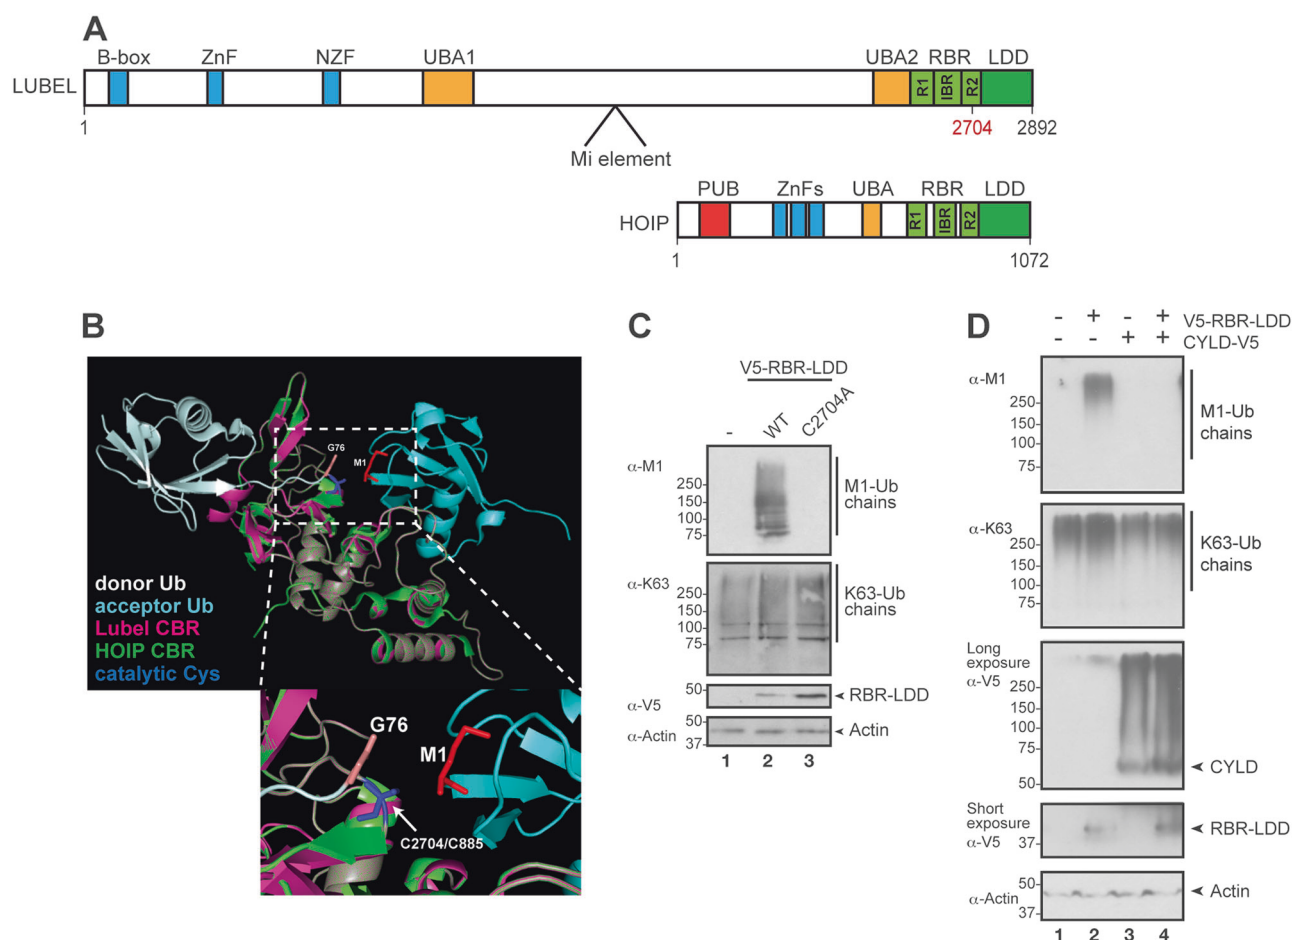 A
B-box ZnF NZF UBA1 UBA2 RBR LDD
LUBEL R1 IBR R2
1 2704 2892
Mi element
PUB ZnFs UBA RBR LDD
HOIP R1 IBR R2
1 1072
B
G76
M1
donor Ub
acceptor Ub
Lubel CBR
HOIP CBR
catalytic Cys
G76
M1
C2704/C885
C
V5-RBR-LDD
- WT C2704A
α-M1
250
150
100
75
M1-Ub
chains
α-K63
250
150
100
75
K63-Ub
chains
50
α-V5
RBR-LDD
50
α-Actin
37
Actin
1 2 3
D
- + - + V5-RBR-LDD
- - + + CYLD-V5
α-M1
250
150
100
75
M1-Ub
chains
α-K63
250
150
100
75
K63-Ub
chains
Long
exposure
α-V5
250
150
100
75
50
CYLD
Short
exposure
α-V5
37
RBR-LDD
50
α-Actin
37
Actin
1 2 3 4